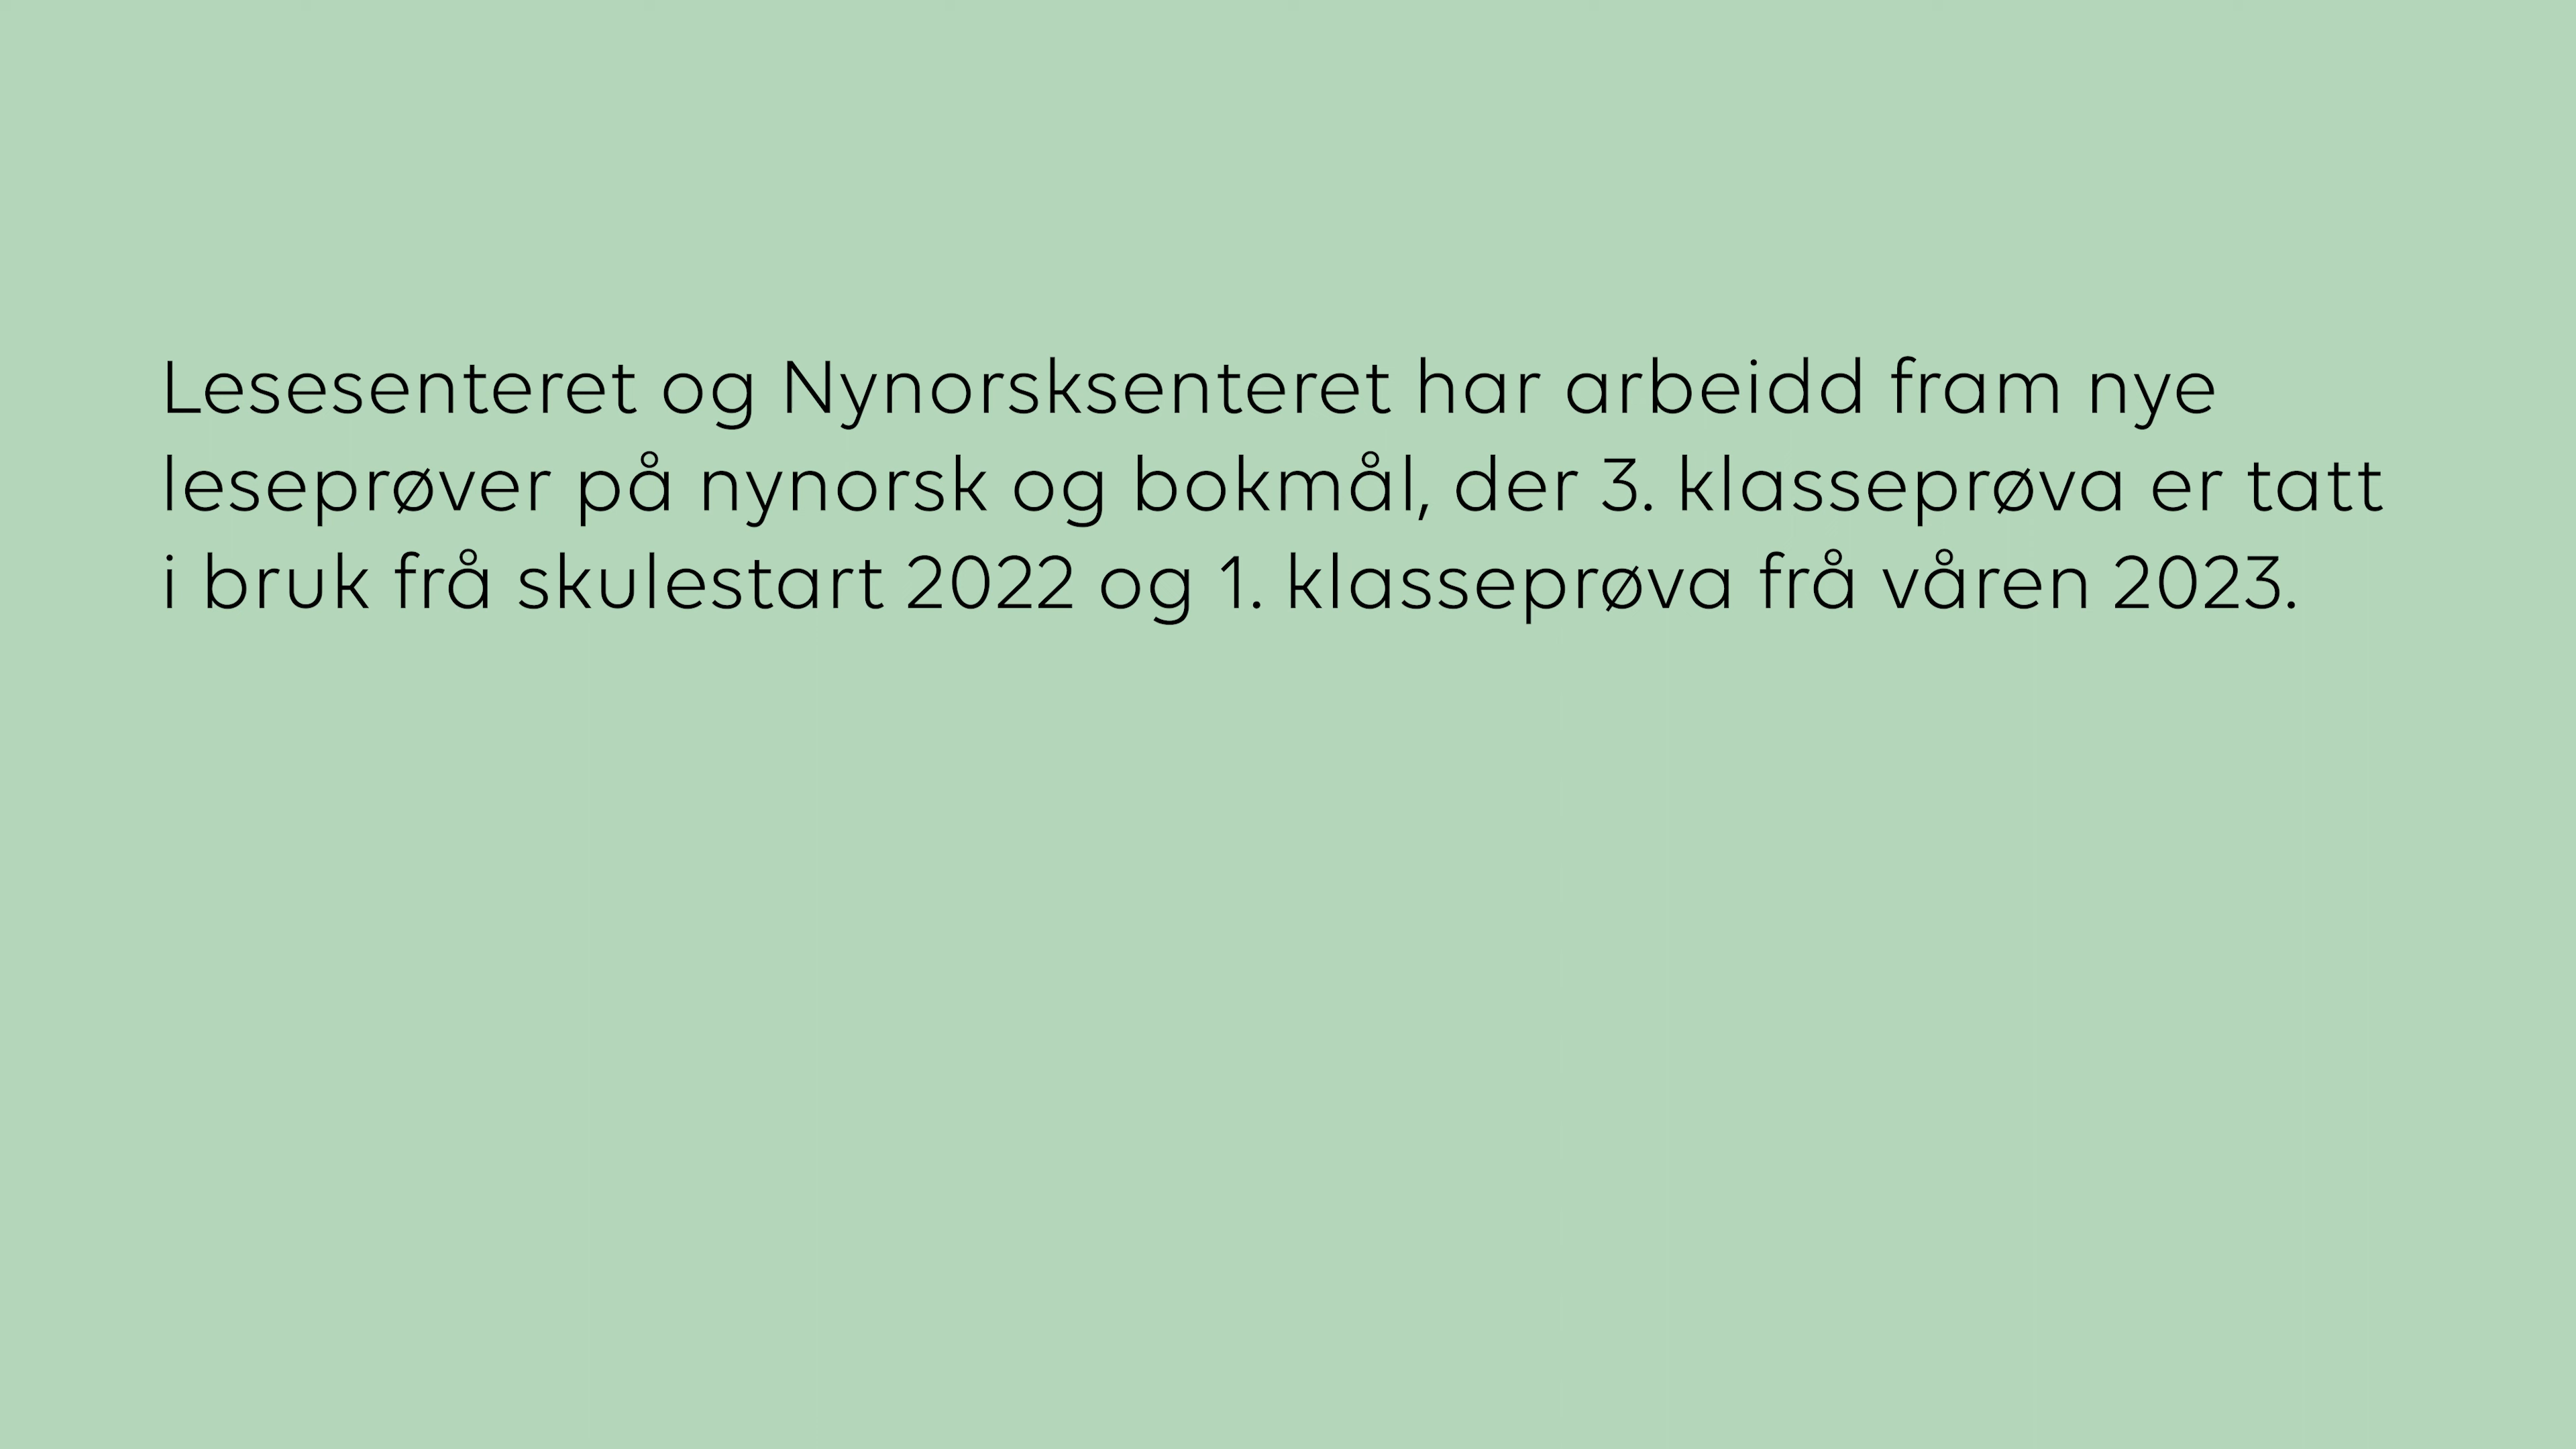 Lesesenteret og Nynorsksenteret har arbeidd fram nye
leseprøver på nynorsk og bokmål, der 3. klasseprøva er tatt
i bruk frå skulestart 2022 og 1. klasseprøva frå våren 2023.